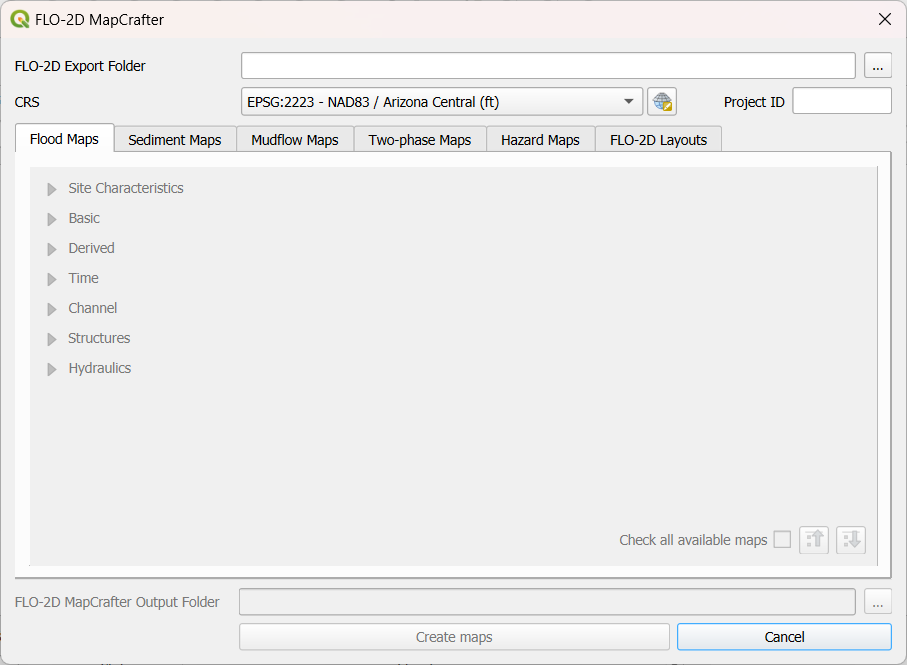 FLO-2D MapCrafter
FLO-2D Export Folder ...
CRS EPSG:2223 - NAD83 / Arizona Central (ft) Project ID
Flood Maps Sediment Maps Mudflow Maps Two-phase Maps Hazard Maps FLO-2D Layouts
Site Characteristics
Basic
Derived
Time
Channel
Structures
Hydraulics
Check all available maps
FLO-2D MapCrafter Output Folder ...
Create maps Cancel